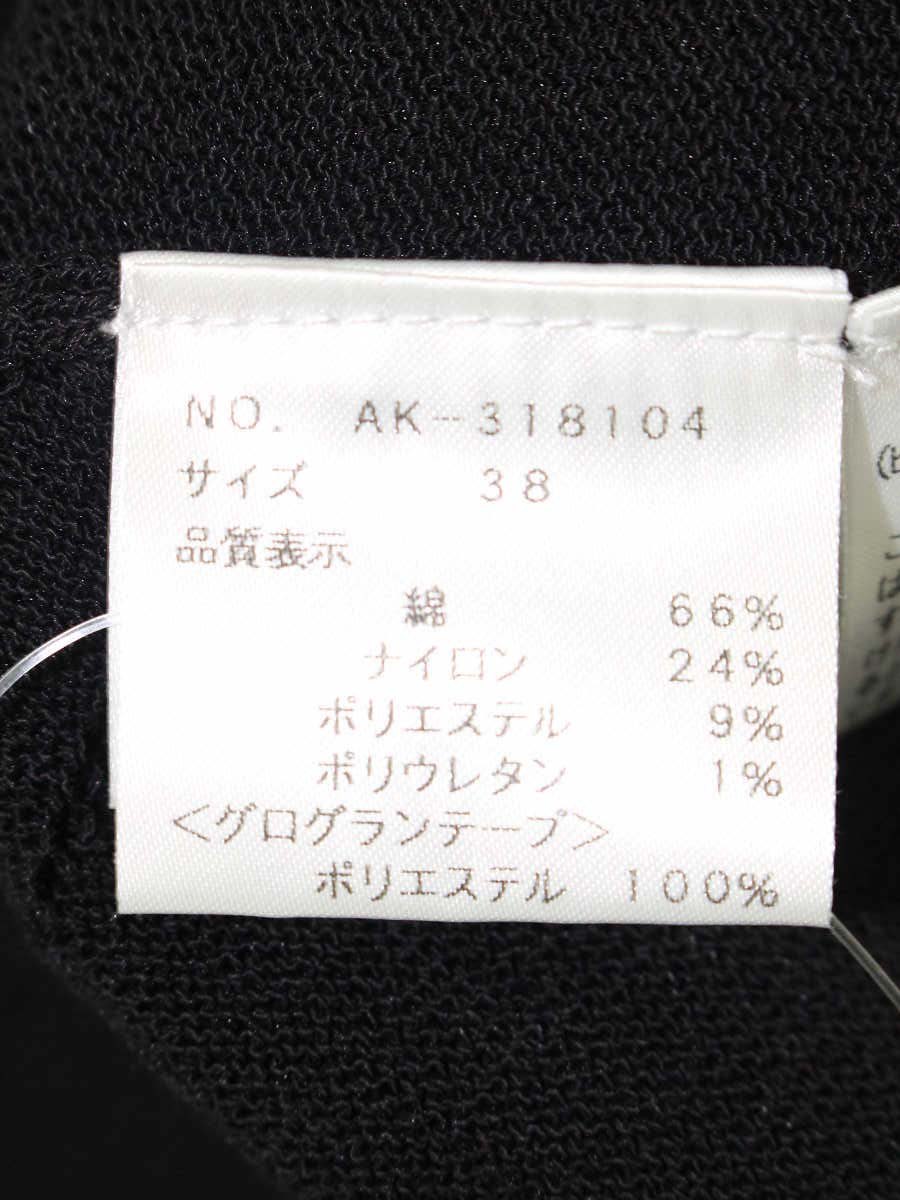 NO. AK-318104
サイズ 38
品質表示
綿 66%
ナイロン 24%
ポリエステル 9%
ポリウレタン 1%
<グログランテープ>
ポリエステル 100%